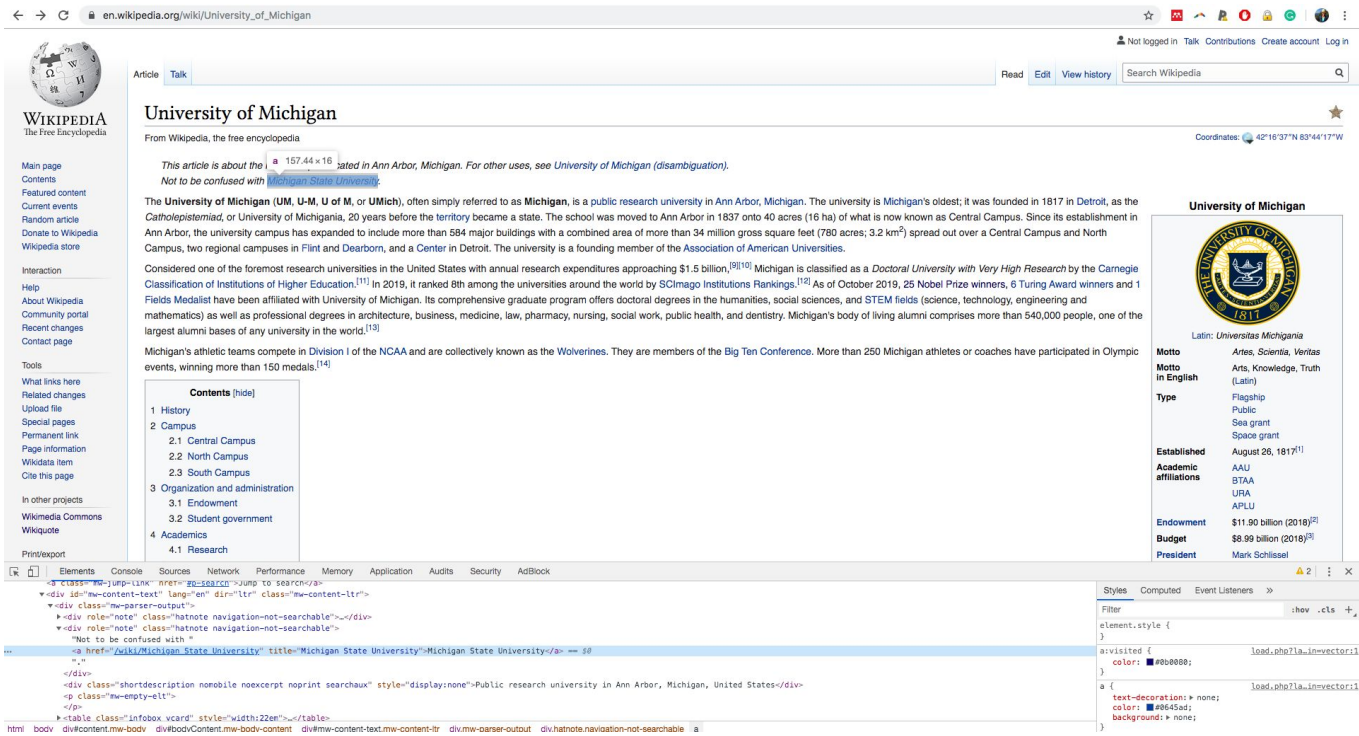 en.wikipedia.org/wiki/University_of_Michigan
Not logged in Talk Contributions Create account Log in
Article Talk
Read Edit View history Search Wikipedia
WIKIPEDIA
The Free Encyclopedia
Main page
Contents
Featured content
Current events
Random article
Donate to Wikipedia
Wikipedia store
Interaction
Help
About Wikipedia
Community portal
Recent changes
Contact page
Tools
What links here
Related changes
Upload file
Special pages
Permanent link
Page information
Wikidata item
Cite this page
In other projects
Wikimedia Commons
Wikiquote
Print/export
University of Michigan
From Wikipedia, the free encyclopedia
Coordinates: 42°16′37″N 83°44′17″W
a 157.44 × 16
This article is about the cated in Ann Arbor, Michigan. For other uses, see University of Michigan (disambiguation).
Not to be confused with Michigan State University.
The University of Michigan (UM, U-M, U of M, or UMich), often simply referred to as Michigan, is a public research university in Ann Arbor, Michigan. The university is Michigan's oldest; it was founded in 1817 in Detroit, as the
Catholepistemiad, or University of Michigania, 20 years before the territory became a state. The school was moved to Ann Arbor in 1837 onto 40 acres (16 ha) of what is now known as Central Campus. Since its establishment in
Ann Arbor, the university campus has expanded to include more than 584 major buildings with a combined area of more than 34 million gross square feet (780 acres; 3.2 km²) spread out over a Central Campus and North
Campus, two regional campuses in Flint and Dearborn, and a Center in Detroit. The university is a founding member of the Association of American Universities.
Considered one of the foremost research universities in the United States with annual research expenditures approaching $1.5 billion,[9][10] Michigan is classified as a Doctoral University with Very High Research by the Carnegie
Classification of Institutions of Higher Education.[11] In 2019, it ranked 8th among the universities around the world by SCImago Institutions Rankings.[12] As of October 2019, 25 Nobel Prize winners, 6 Turing Award winners and 1
Fields Medalist have been affiliated with University of Michigan. Its comprehensive graduate program offers doctoral degrees in the humanities, social sciences, and STEM fields (science, technology, engineering and
mathematics) as well as professional degrees in architecture, business, medicine, law, pharmacy, nursing, social work, public health, and dentistry. Michigan's body of living alumni comprises more than 540,000 people, one of the
largest alumni bases of any university in the world.[13]
Michigan's athletic teams compete in Division I of the NCAA and are collectively known as the Wolverines. They are members of the Big Ten Conference. More than 250 Michigan athletes or coaches have participated in Olympic
events, winning more than 150 medals.[14]
Contents [hide]
1 History
2 Campus
2.1 Central Campus
2.2 North Campus
2.3 South Campus
3 Organization and administration
3.1 Endowment
3.2 Student government
4 Academics
4.1 Research
University of Michigan
1817
Latin: Universitas Michigania
Motto Artes, Scientia, Veritas
Motto in English Arts, Knowledge, Truth
(Latin)
Type Flagship
Public
Sea grant
Space grant
Established August 26, 1817[1]
Academic affiliations AAU
BTAA
URA
APLU
Endowment $11.90 billion (2018)[2]
Budget $8.99 billion (2018)[3]
President Mark Schlissel
Elements Console Sources Network Performance Memory Application Audits Security AdBlock 2
<a class="mw-jump-link" href="#p-search">Jump to search</a>
<div id="mw-content-text" lang="en" dir="ltr" class="mw-content-ltr">
<div class="mw-parser-output">
<div role="note" class="hatnote navigation-not-searchable">…</div>
<div role="note" class="hatnote navigation-not-searchable">
"Not to be confused with "
<a href="/wiki/Michigan_State_University" title="Michigan State University">Michigan State University</a> == $0
"."
</div>
<div class="shortdescription nomobile noexcerpt noprint searchaux" style="display:none">Public research university in Ann Arbor, Michigan, United States</div>
<p class="mw-empty-elt">
</p>
<table class="infobox vcard" style="width:22em">…</table>
html body div#content.mw-body div#bodyContent.mw-body-content div#mw-content-text.mw-content-ltr div.mw-parser-output div.hatnote.navigation-not-searchable a
Styles Computed Event Listeners »
Filter :hov .cls +
element.style {
}
a:visited { load.php?la…in=vector:1
color: #0b0080;
}
a { load.php?la…in=vector:1
text-decoration: none;
color: #0645ad;
background: none;
}